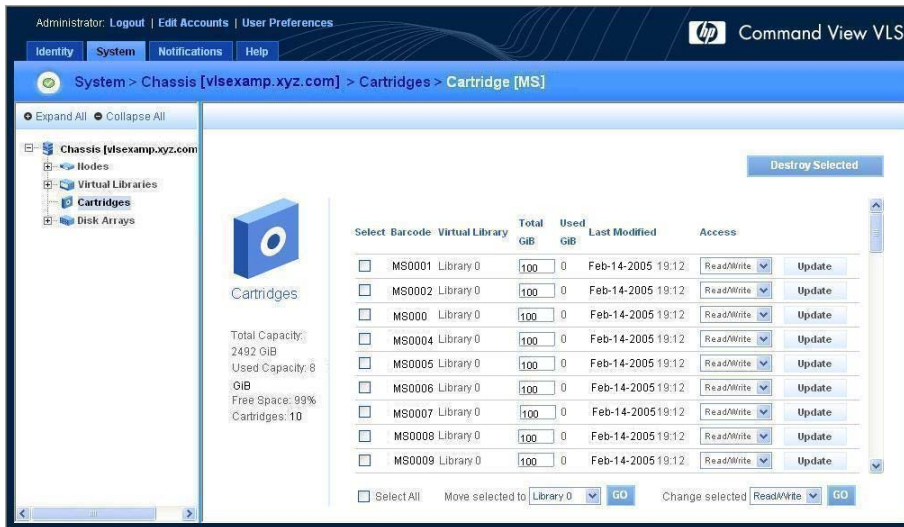 Administrator: Logout | Edit Accounts | User Preferences
hp Command View VLS
Identity System Notifications Help
System > Chassis [vlsexamp.xyz.com] > Cartridges > Cartridge [MS]
Expand All Collapse All
Chassis [vlsexamp.xyz.com
Nodes
Virtual Libraries
Cartridges
Disk Arrays
Destroy Selected
Cartridges
Total Capacity:
2492 GiB
Used Capacity: 8
GiB
Free Space: 99%
Cartridges: 10
Select Barcode Virtual Library Total GiB Used GiB Last Modified Access
MS0001 Library 0 100 0 Feb-14-2005 19:12 Read/Write Update
MS0002 Library 0 100 0 Feb-14-2005 19:12 Read/Write Update
MS000 Library 0 100 0 Feb-14-2005 19:12 Read/Write Update
MS0004 Library 0 100 0 Feb-14-2005 19:12 Read/Write Update
MS0005 Library 0 100 0 Feb-14-2005 19:12 Read/Write Update
MS0006 Library 0 100 0 Feb-14-2005 19:12 Read/Write Update
MS0007 Library 0 100 0 Feb-14-2005 19:12 Read/Write Update
MS0008 Library 0 100 0 Feb-14-2005 19:12 Read/Write Update
MS0009 Library 0 100 0 Feb-14-2005 19:12 Read/Write Update
Select All Move selected to Library 0 GO Change selected Read/Write GO